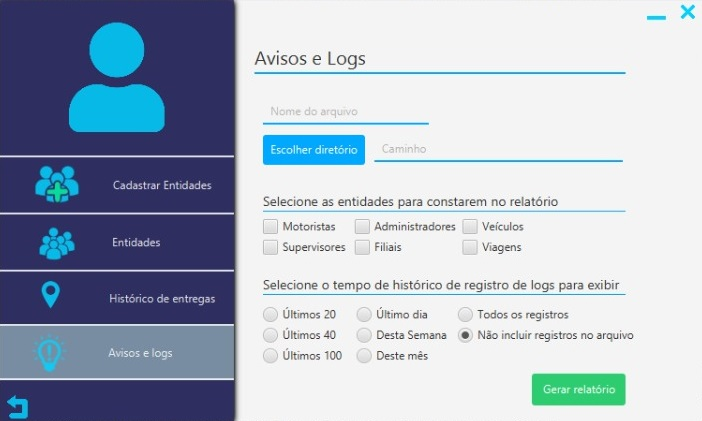 Cadastrar Entidades
Entidades
Histórico de entregas
Avisos e logs
Avisos e Logs
Nome do arquivo
Escolher diretório
Caminho
Selecione as entidades para constarem no relatório
Motoristas Administradores Veículos
Supervisores Filiais Viagens
Selecione o tempo de histórico de registro de logs para exibir
Últimos 20 Último dia Todos os registros
Últimos 40 Desta Semana Não incluir registros no arquivo
Últimos 100 Deste mês
Gerar relatório